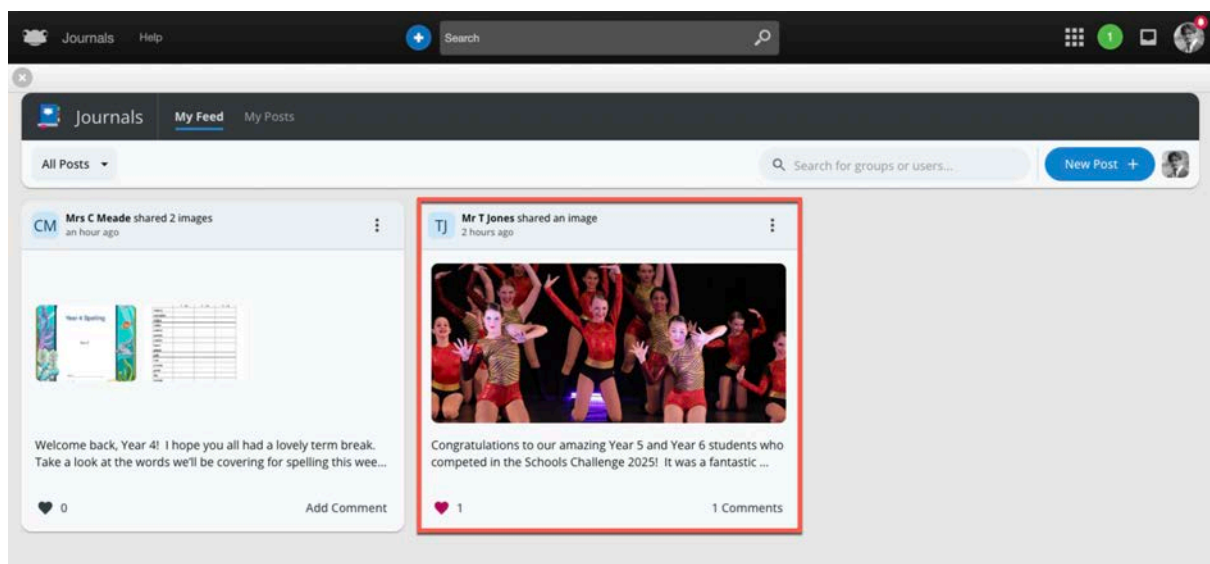 Journals Help Search 1
Journals My Feed My Posts
All Posts Search for groups or users... New Post +
CM Mrs C Meade shared 2 images
an hour ago
Year 4 Spelling
Welcome back, Year 4! I hope you all had a lovely term break.
Take a look at the words we'll be covering for spelling this wee...
0 Add Comment
TJ Mr T Jones shared an image
2 hours ago
Congratulations to our amazing Year 5 and Year 6 students who
competed in the Schools Challenge 2025! It was a fantastic ...
1 1 Comments